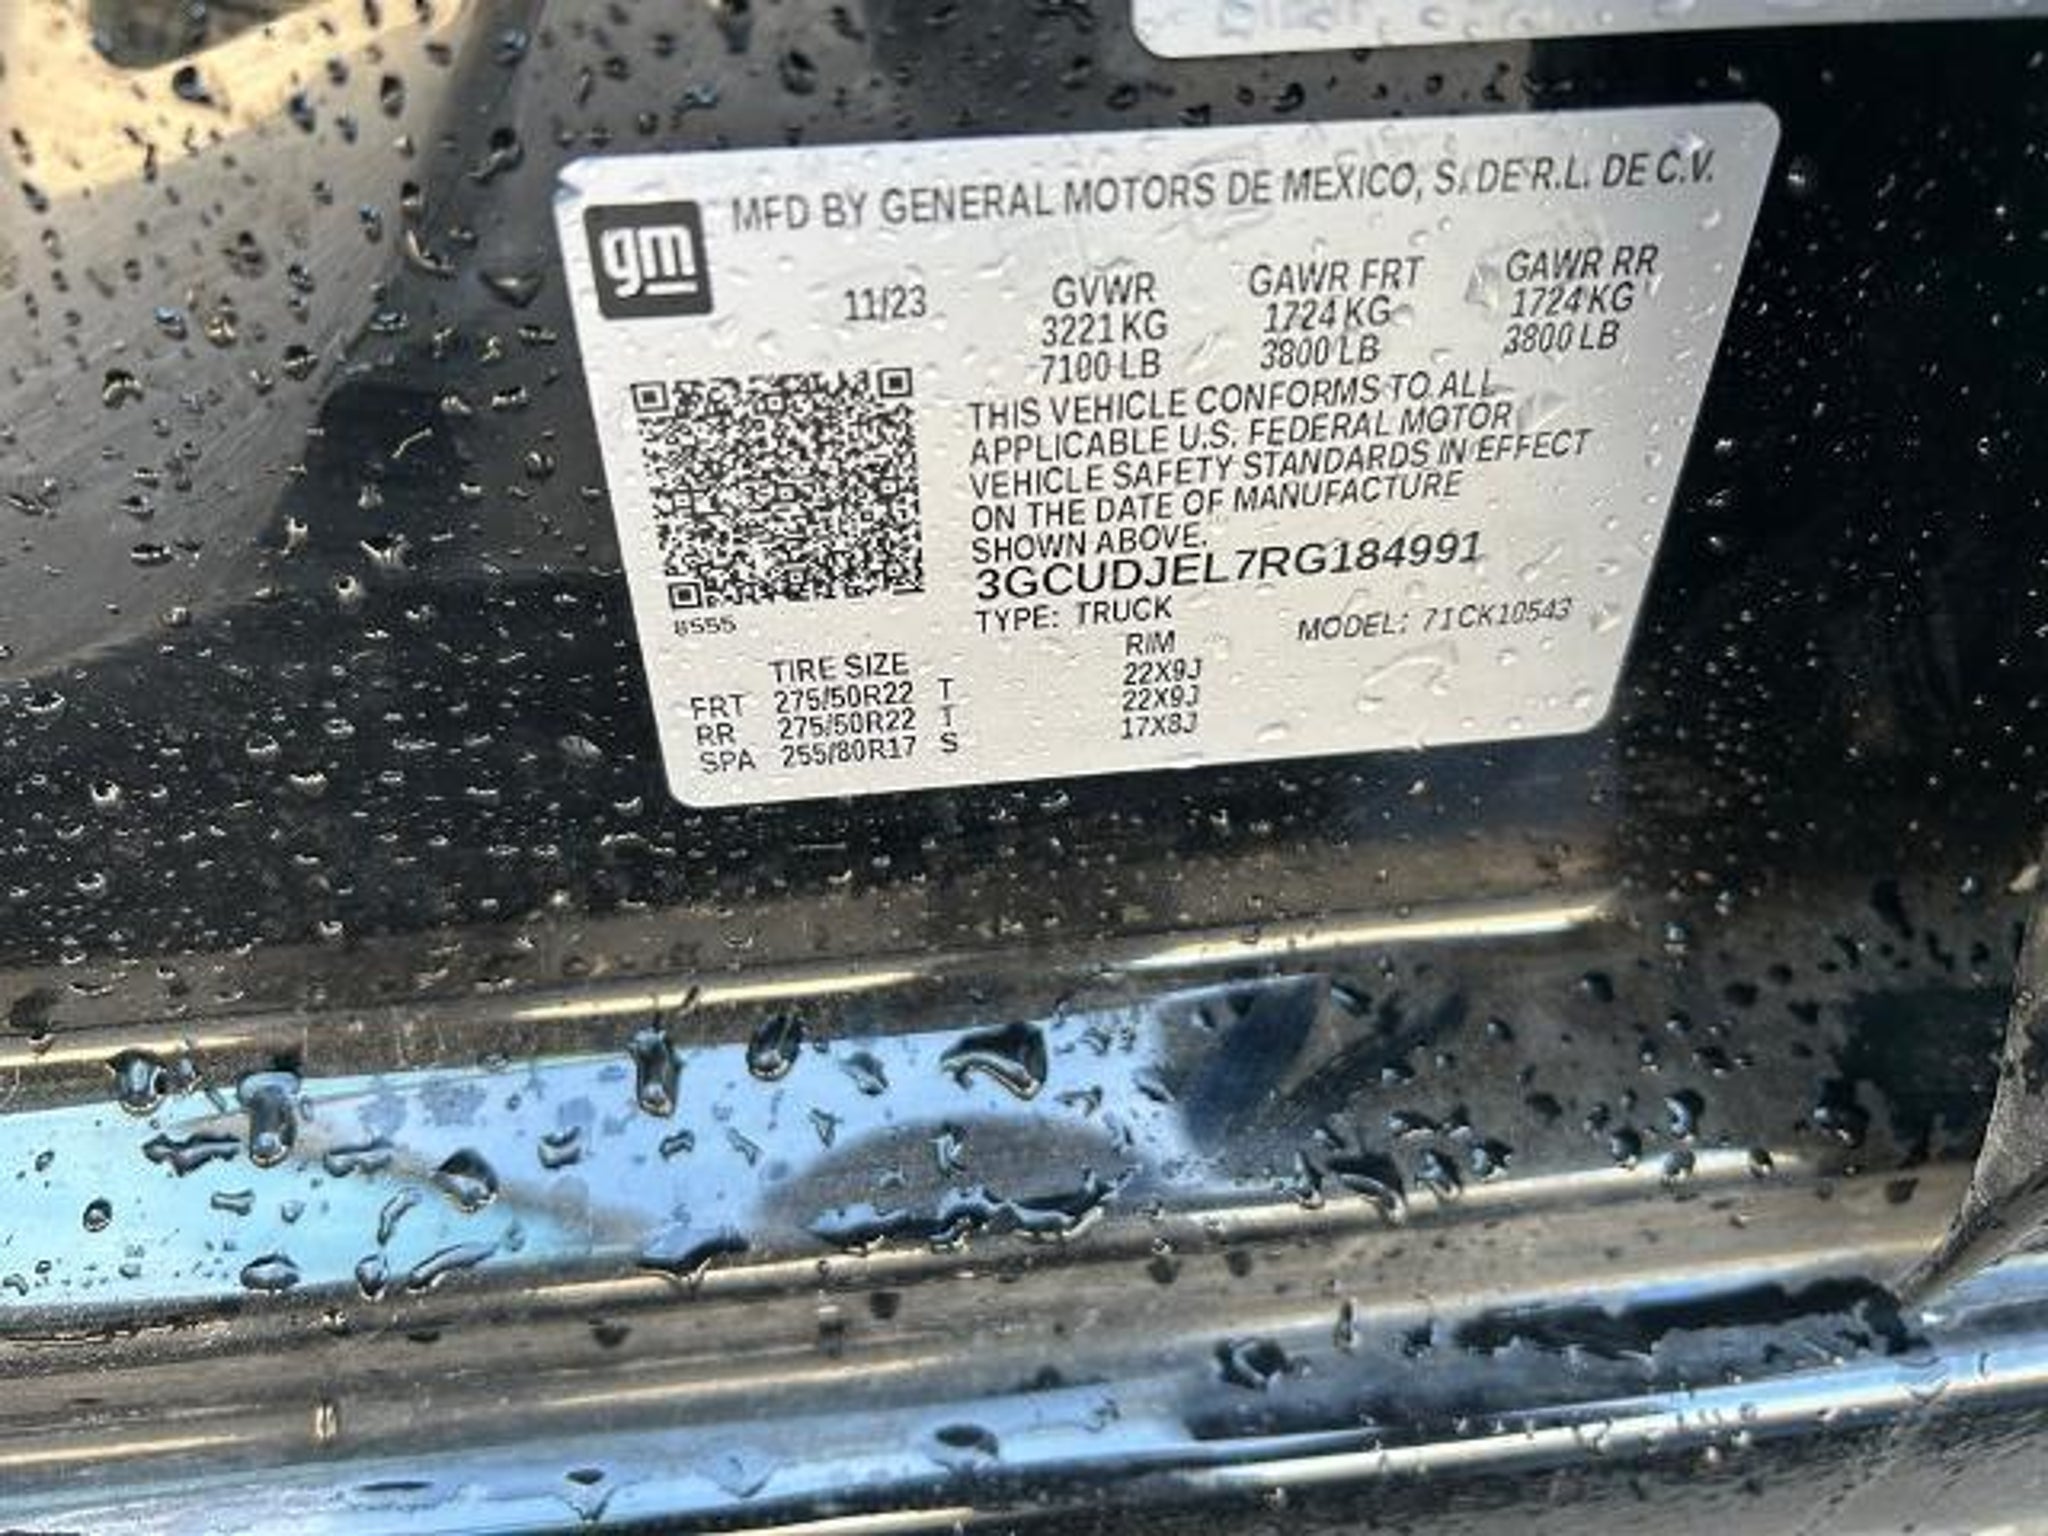 gm
MFD BY GENERAL MOTORS DE MEXICO, S. DE R.L. DE C.V.
11/23 GVWR GAWR FRT GAWR RR
3221 KG 1724 KG 1724 KG
7100 LB 3800 LB 3800 LB
THIS VEHICLE CONFORMS TO ALL
APPLICABLE U.S. FEDERAL MOTOR
VEHICLE SAFETY STANDARDS IN EFFECT
ON THE DATE OF MANUFACTURE
SHOWN ABOVE.
3GCUDJEL7RG184991
8555
TYPE: TRUCK MODEL: 71CK10543
TIRE SIZE RIM
FRT 275/50R22 T 22X9J
RR 275/50R22 T 22X9J
SPA 255/80R17 S 17X8J